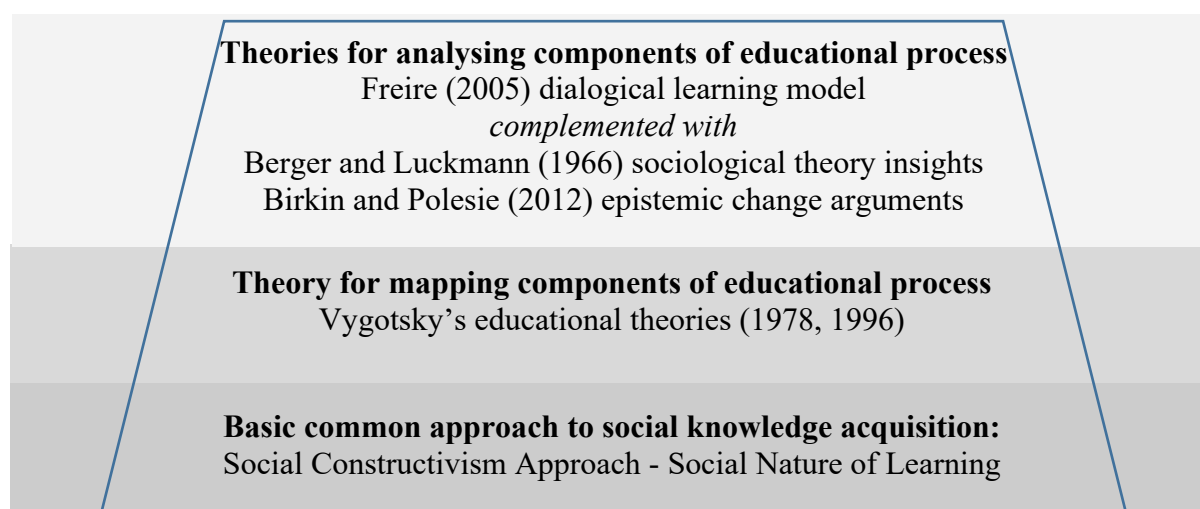 Theories for analysing components of educational process
Freire (2005) dialogical learning model
complemented with
Berger and Luckmann (1966) sociological theory insights
Birkin and Polesie (2012) epistemic change arguments
Theory for mapping components of educational process
Vygotsky’s educational theories (1978, 1996)
Basic common approach to social knowledge acquisition:
Social Constructivism Approach - Social Nature of Learning